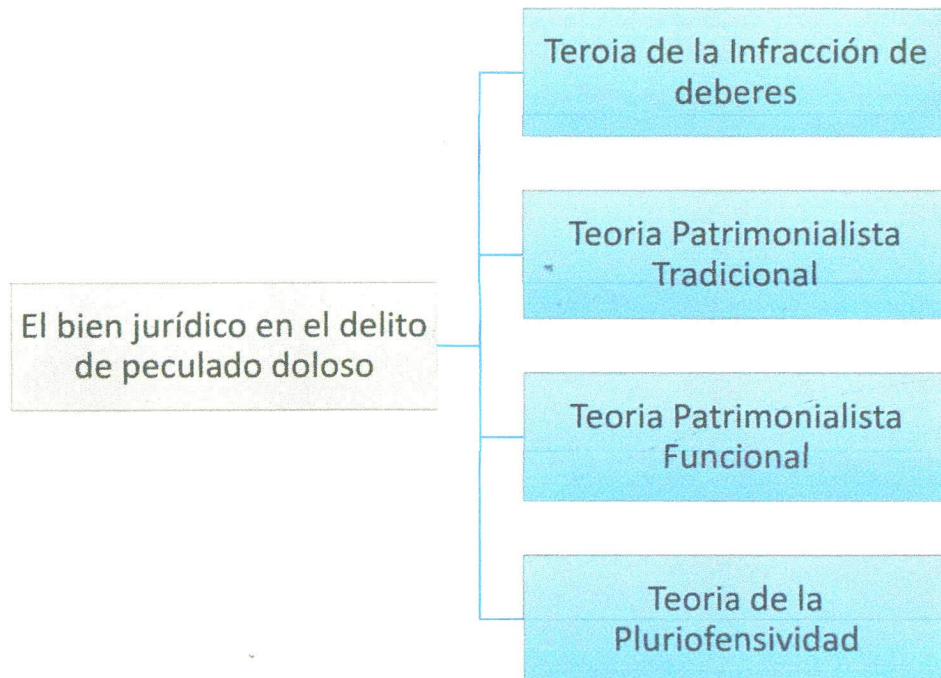 El bien jurídico en el delito
de peculado doloso
Teroia de la Infracción de
deberes
Teoria Patrimonialista
Tradicional
Teoria Patrimonialista
Funcional
Teoria de la
Pluriofensividad